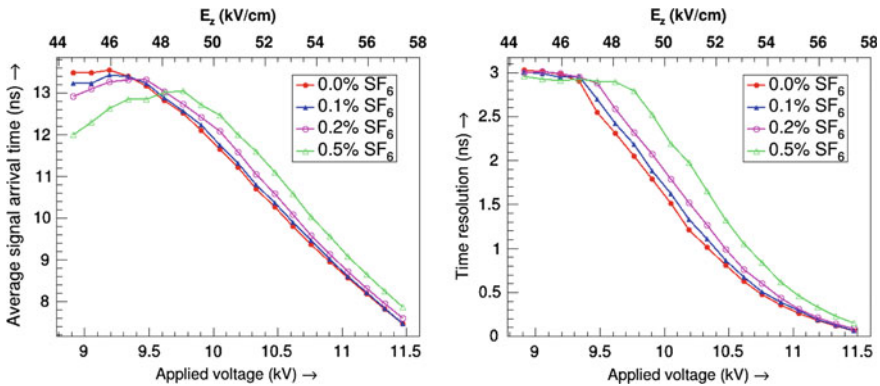 E_z (kV/cm)
44 46 48 50 52 54 56 58
Average signal arrival time (ns) →
13
12
11
10
9
8
0.0% SF₆
0.1% SF₆
0.2% SF₆
0.5% SF₆
9 9.5 10 10.5 11 11.5
Applied voltage (kV) →
E_z (kV/cm)
44 46 48 50 52 54 56 58
Time resolution (ns) →
3
2.5
2
1.5
1
0.5
0
0.0% SF₆
0.1% SF₆
0.2% SF₆
0.5% SF₆
9 9.5 10 10.5 11 11.5
Applied voltage (kV) →